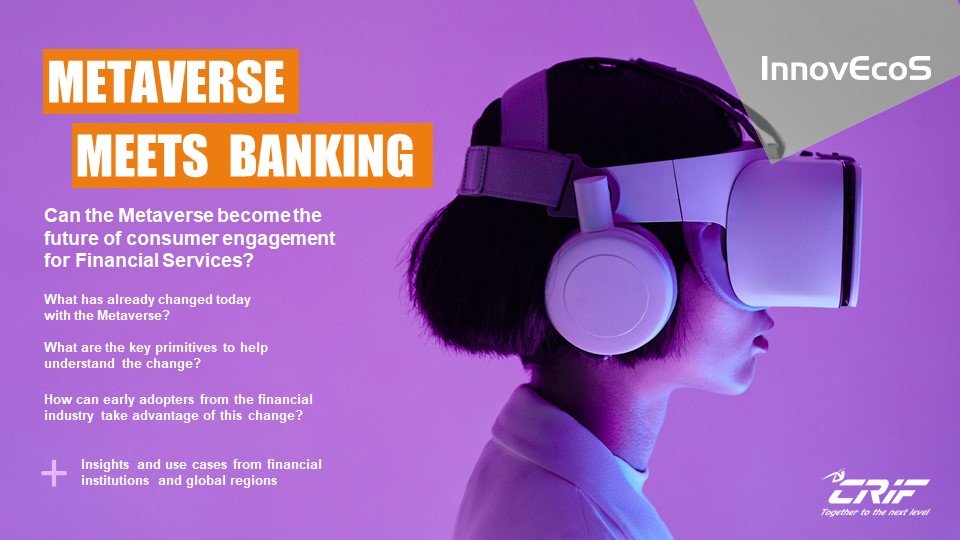 METAVERSE
MEETS BANKING
InnovEcoS
Can the Metaverse become the
future of consumer engagement
for Financial Services?
What has already changed today
with the Metaverse?
What are the key primitives to help
understand the change?
How can early adopters from the financial
industry take advantage of this change?
+ Insights and use cases from financial
institutions and global regions
CRIF
Together to the next level